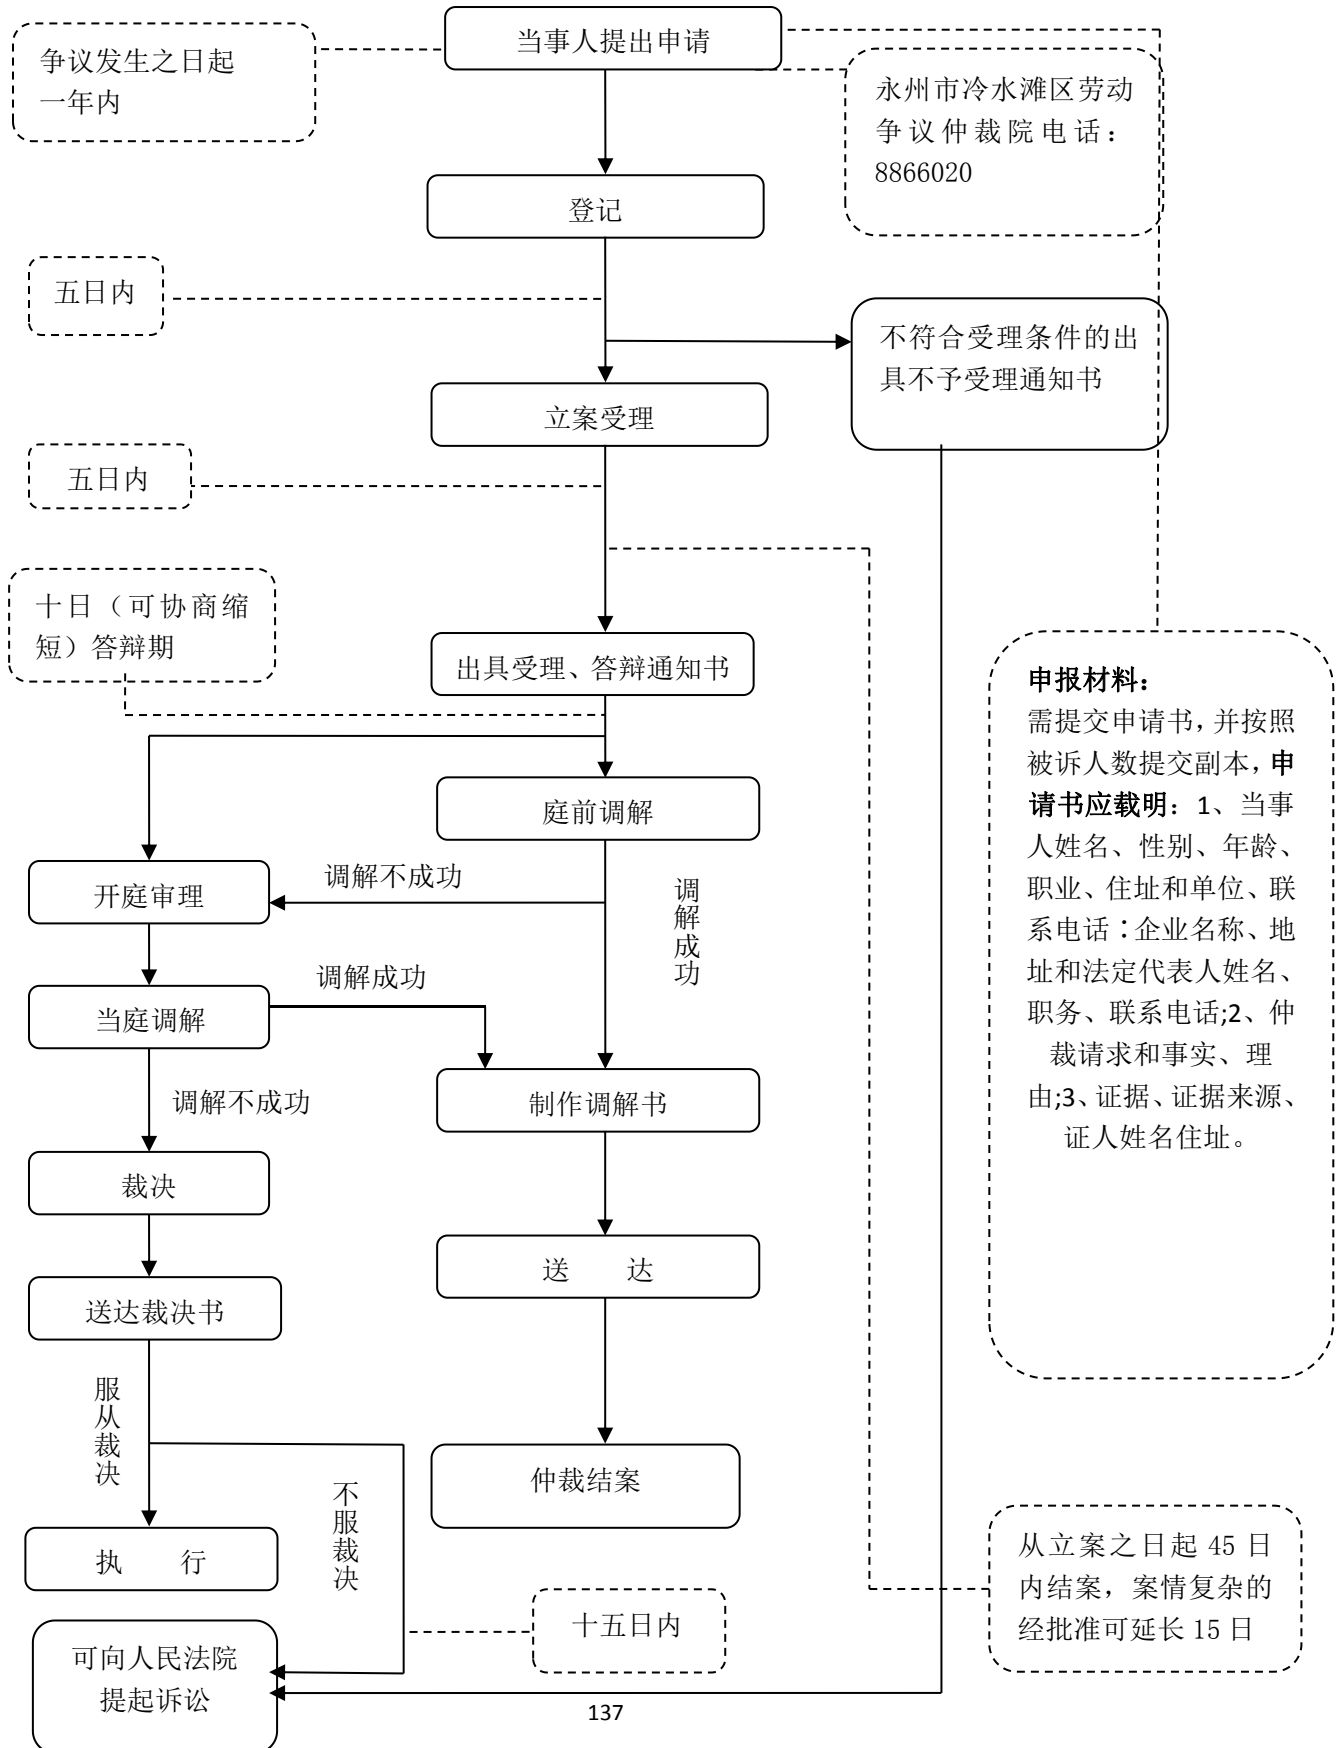 当事人提出申请
争议发生之日起
一年内
永州市冷水滩区劳动
争议仲裁院电话：
8866020
登记
五日内
不符合受理条件的出
具不予受理通知书
立案受理
五日内
十日（可协商缩
短）答辩期
出具受理、答辩通知书
申报材料：
需提交申请书，并按照
被诉人数提交副本，申
请书应载明：1、当事
人姓名、性别、年龄、
职业、住址和单位、联
系电话：企业名称、地
址和法定代表人姓名、
职务、联系电话;2、仲
裁请求和事实、理
由;3、证据、证据来源、
证人姓名住址。
庭前调解
调解不成功
开庭审理
调解成功
调解成功
当庭调解
调解不成功
制作调解书
裁决
送 达
送达裁决书
服从裁决
仲裁结案
不服裁决
执 行
从立案之日起 45 日
内结案，案情复杂的
经批准可延长 15 日
十五日内
可向人民法院
提起诉讼
137